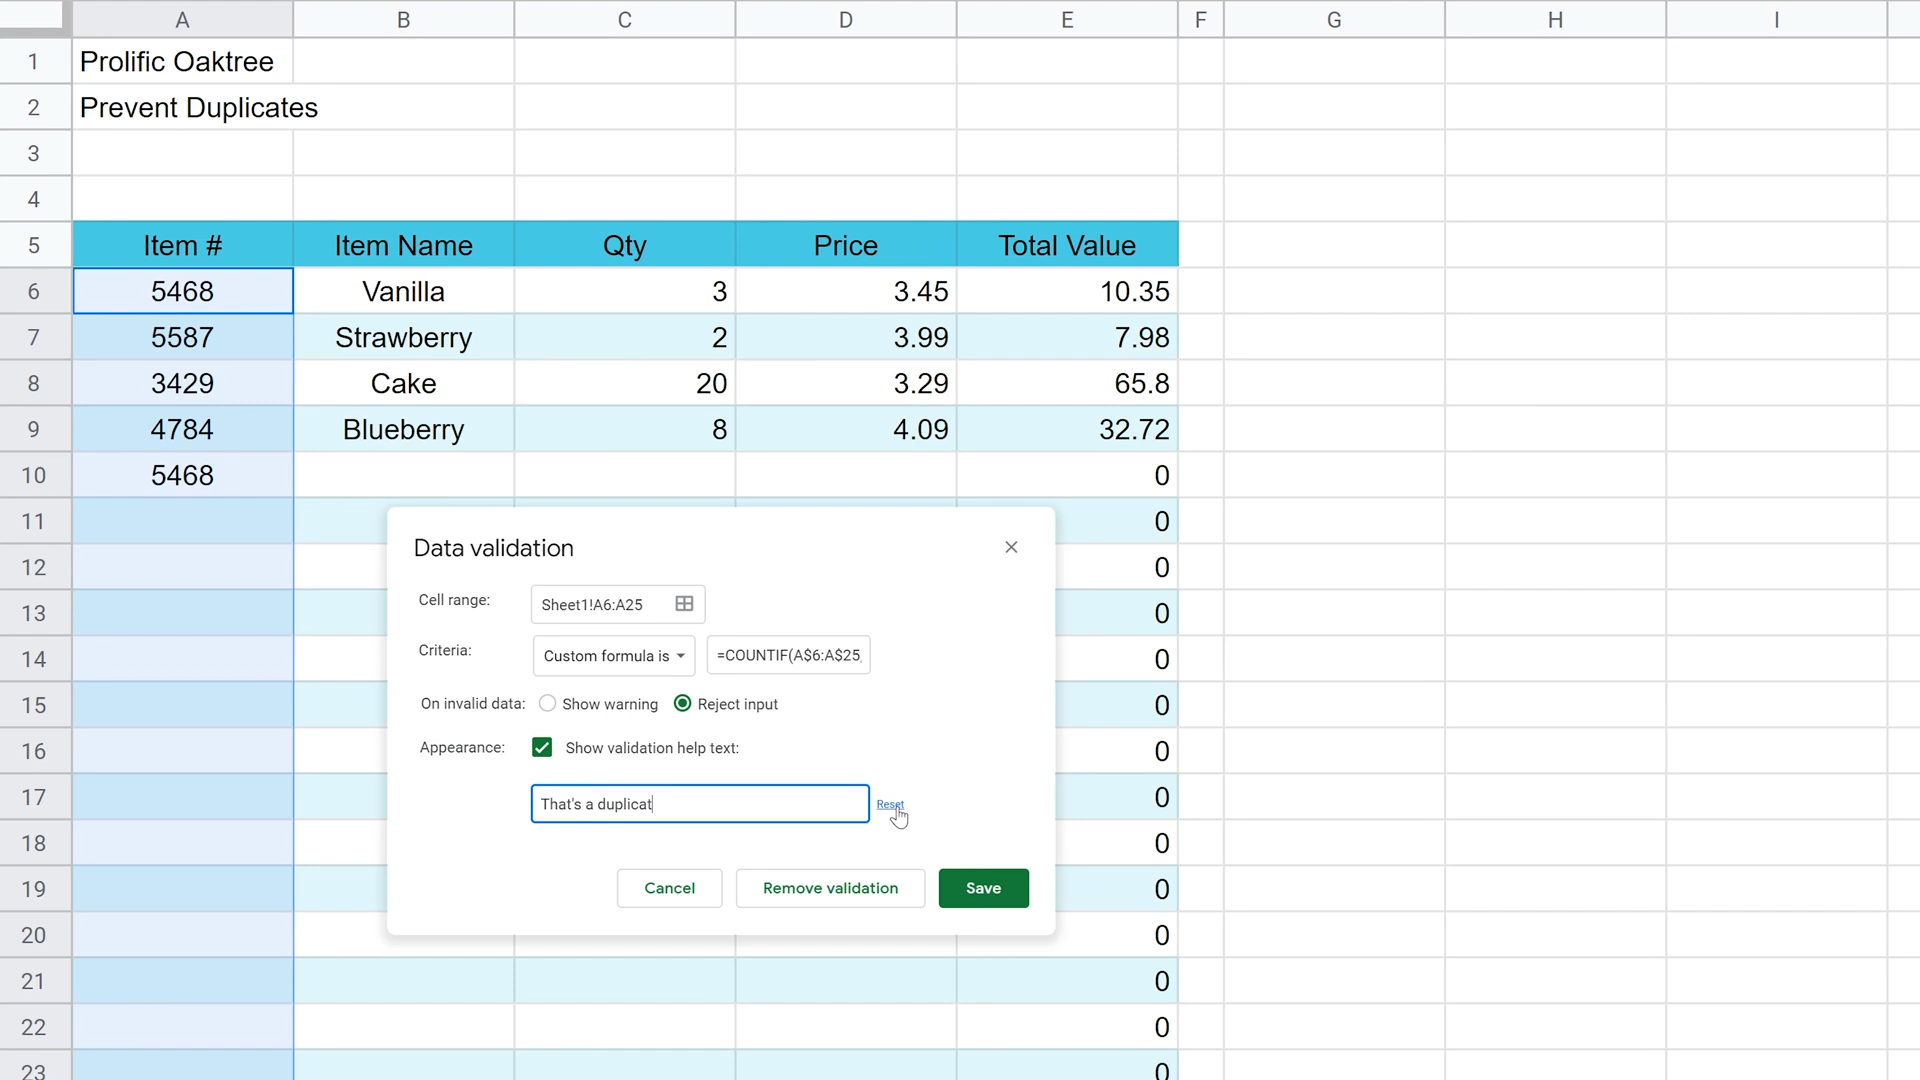 A B C D E F G H I
1 Prolific Oaktree
2 Prevent Duplicates
3
4
5 Item # Item Name Qty Price Total Value
6 5468 Vanilla 3 3.45 10.35
7 5587 Strawberry 2 3.99 7.98
8 3429 Cake 20 3.29 65.8
9 4784 Blueberry 8 4.09 32.72
10 5468 0
11 0
Data validation
12 0
Cell range: Sheet1!A6:A25
13 0
Criteria: Custom formula is =COUNTIF(A$6:A$25,
14 0
On invalid data: Show warning Reject input
15 0
Appearance: Show validation help text:
16 0
That's a duplicat Reset
17 0
18 0
Cancel Remove validation Save
19 0
20 0
21 0
22 0
23 0